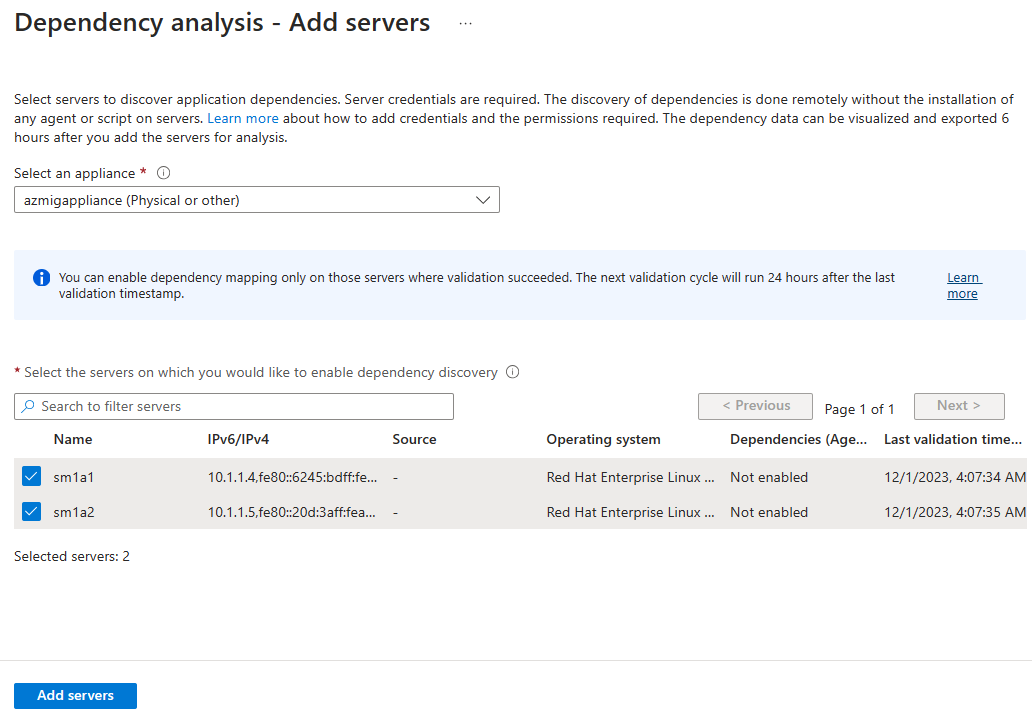 Dependency analysis - Add servers ...
Select servers to discover application dependencies. Server credentials are required. The discovery of dependencies is done remotely without the installation of
any agent or script on servers. Learn more about how to add credentials and the permissions required. The dependency data can be visualized and exported 6
hours after you add the servers for analysis.
Select an appliance *
azmigappliance (Physical or other)
You can enable dependency mapping only on those servers where validation succeeded. The next validation cycle will run 24 hours after the last
validation timestamp.
Learn
more
* Select the servers on which you would like to enable dependency discovery
Search to filter servers
< Previous Page 1 of 1 Next >
Name IPv6/IPv4 Source Operating system Dependencies (Age... Last validation time...
sm1a1 10.1.1.4,fe80::6245:bdff:fe... - Red Hat Enterprise Linux ... Not enabled 12/1/2023, 4:07:34 AM
sm1a2 10.1.1.5,fe80::20d:3aff:fea... - Red Hat Enterprise Linux ... Not enabled 12/1/2023, 4:07:35 AM
Selected servers: 2
Add servers